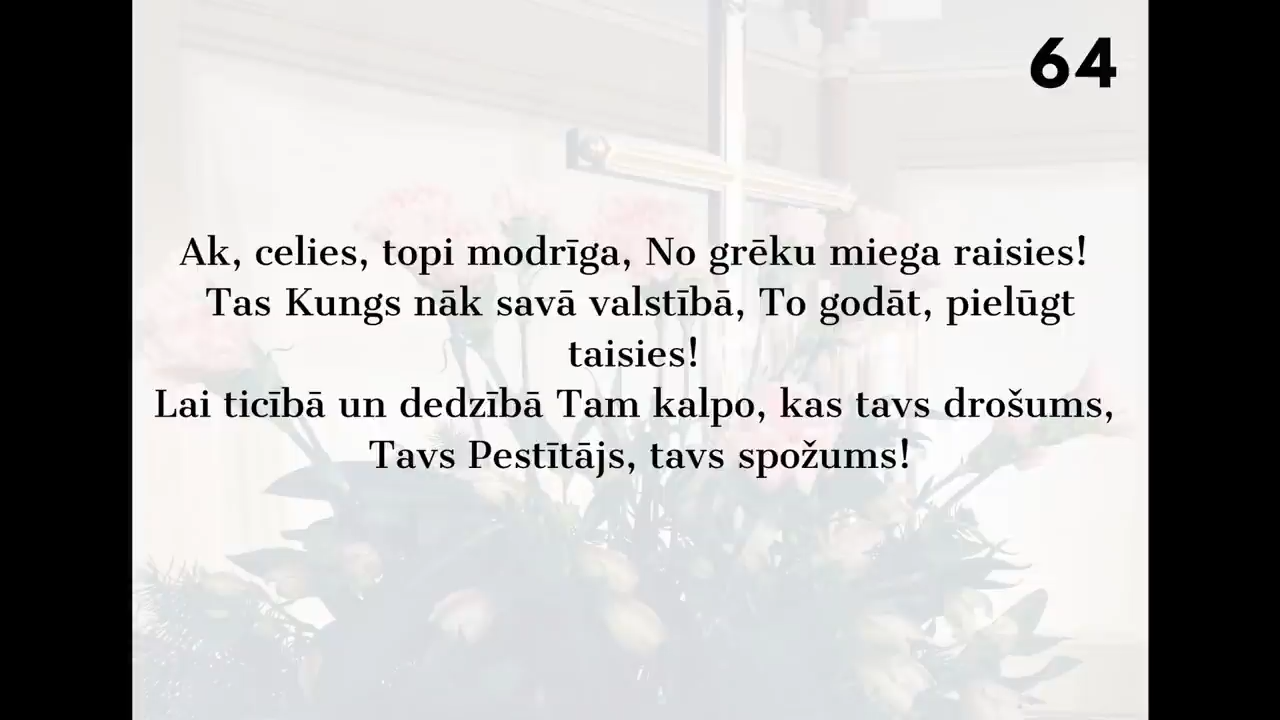 64
Ak, celies, topi modrīga, No grēku miega raisies!
Tas Kungs nāk savā valstībā, To godāt, pielūgt
taisies!
Lai ticībā un dedzībā Tam kalpo, kas tavs drošums,
Tavs Pestītājs, tavs spožums!